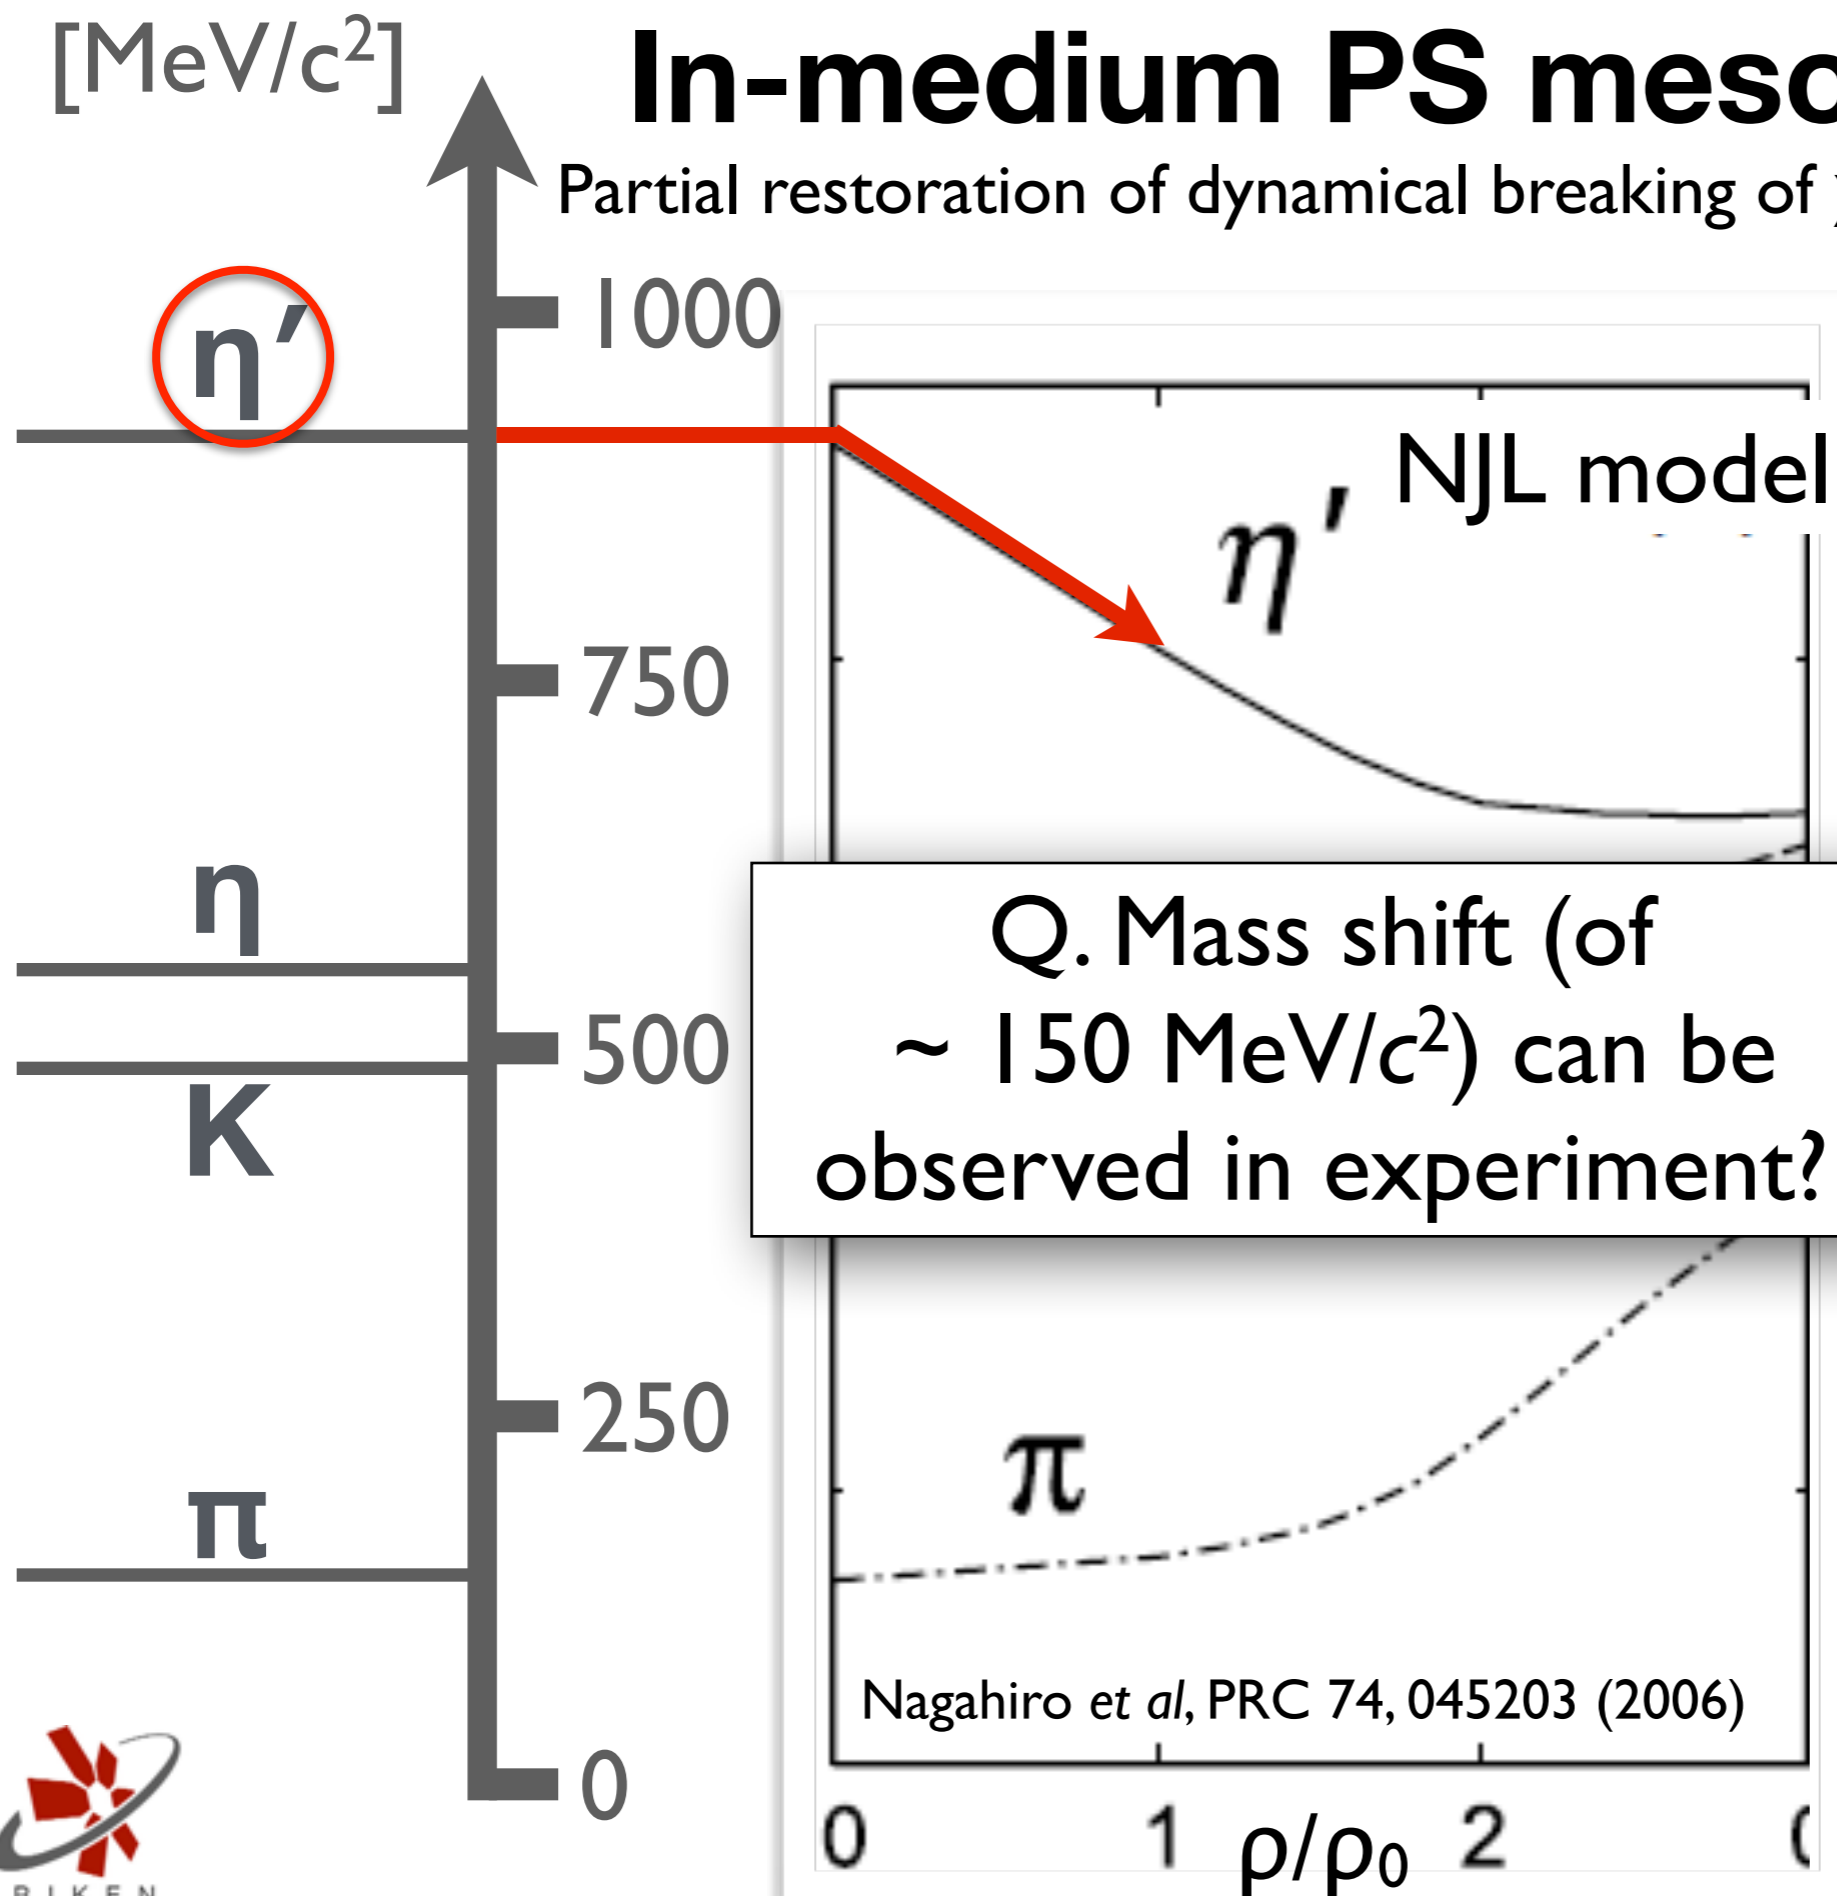 [MeV/c²]
In-medium PS
Partial restoration of dynamical breaking of
1000
η′
NJL model
η′
750
η
Q. Mass shift (of
~ 150 MeV/c²) can be
observed in experiment?
500
K
250
π
π
Nagahiro et al, PRC 74, 045203 (2006)
0
0 1 ρ/ρ₀ 2
RIKEN